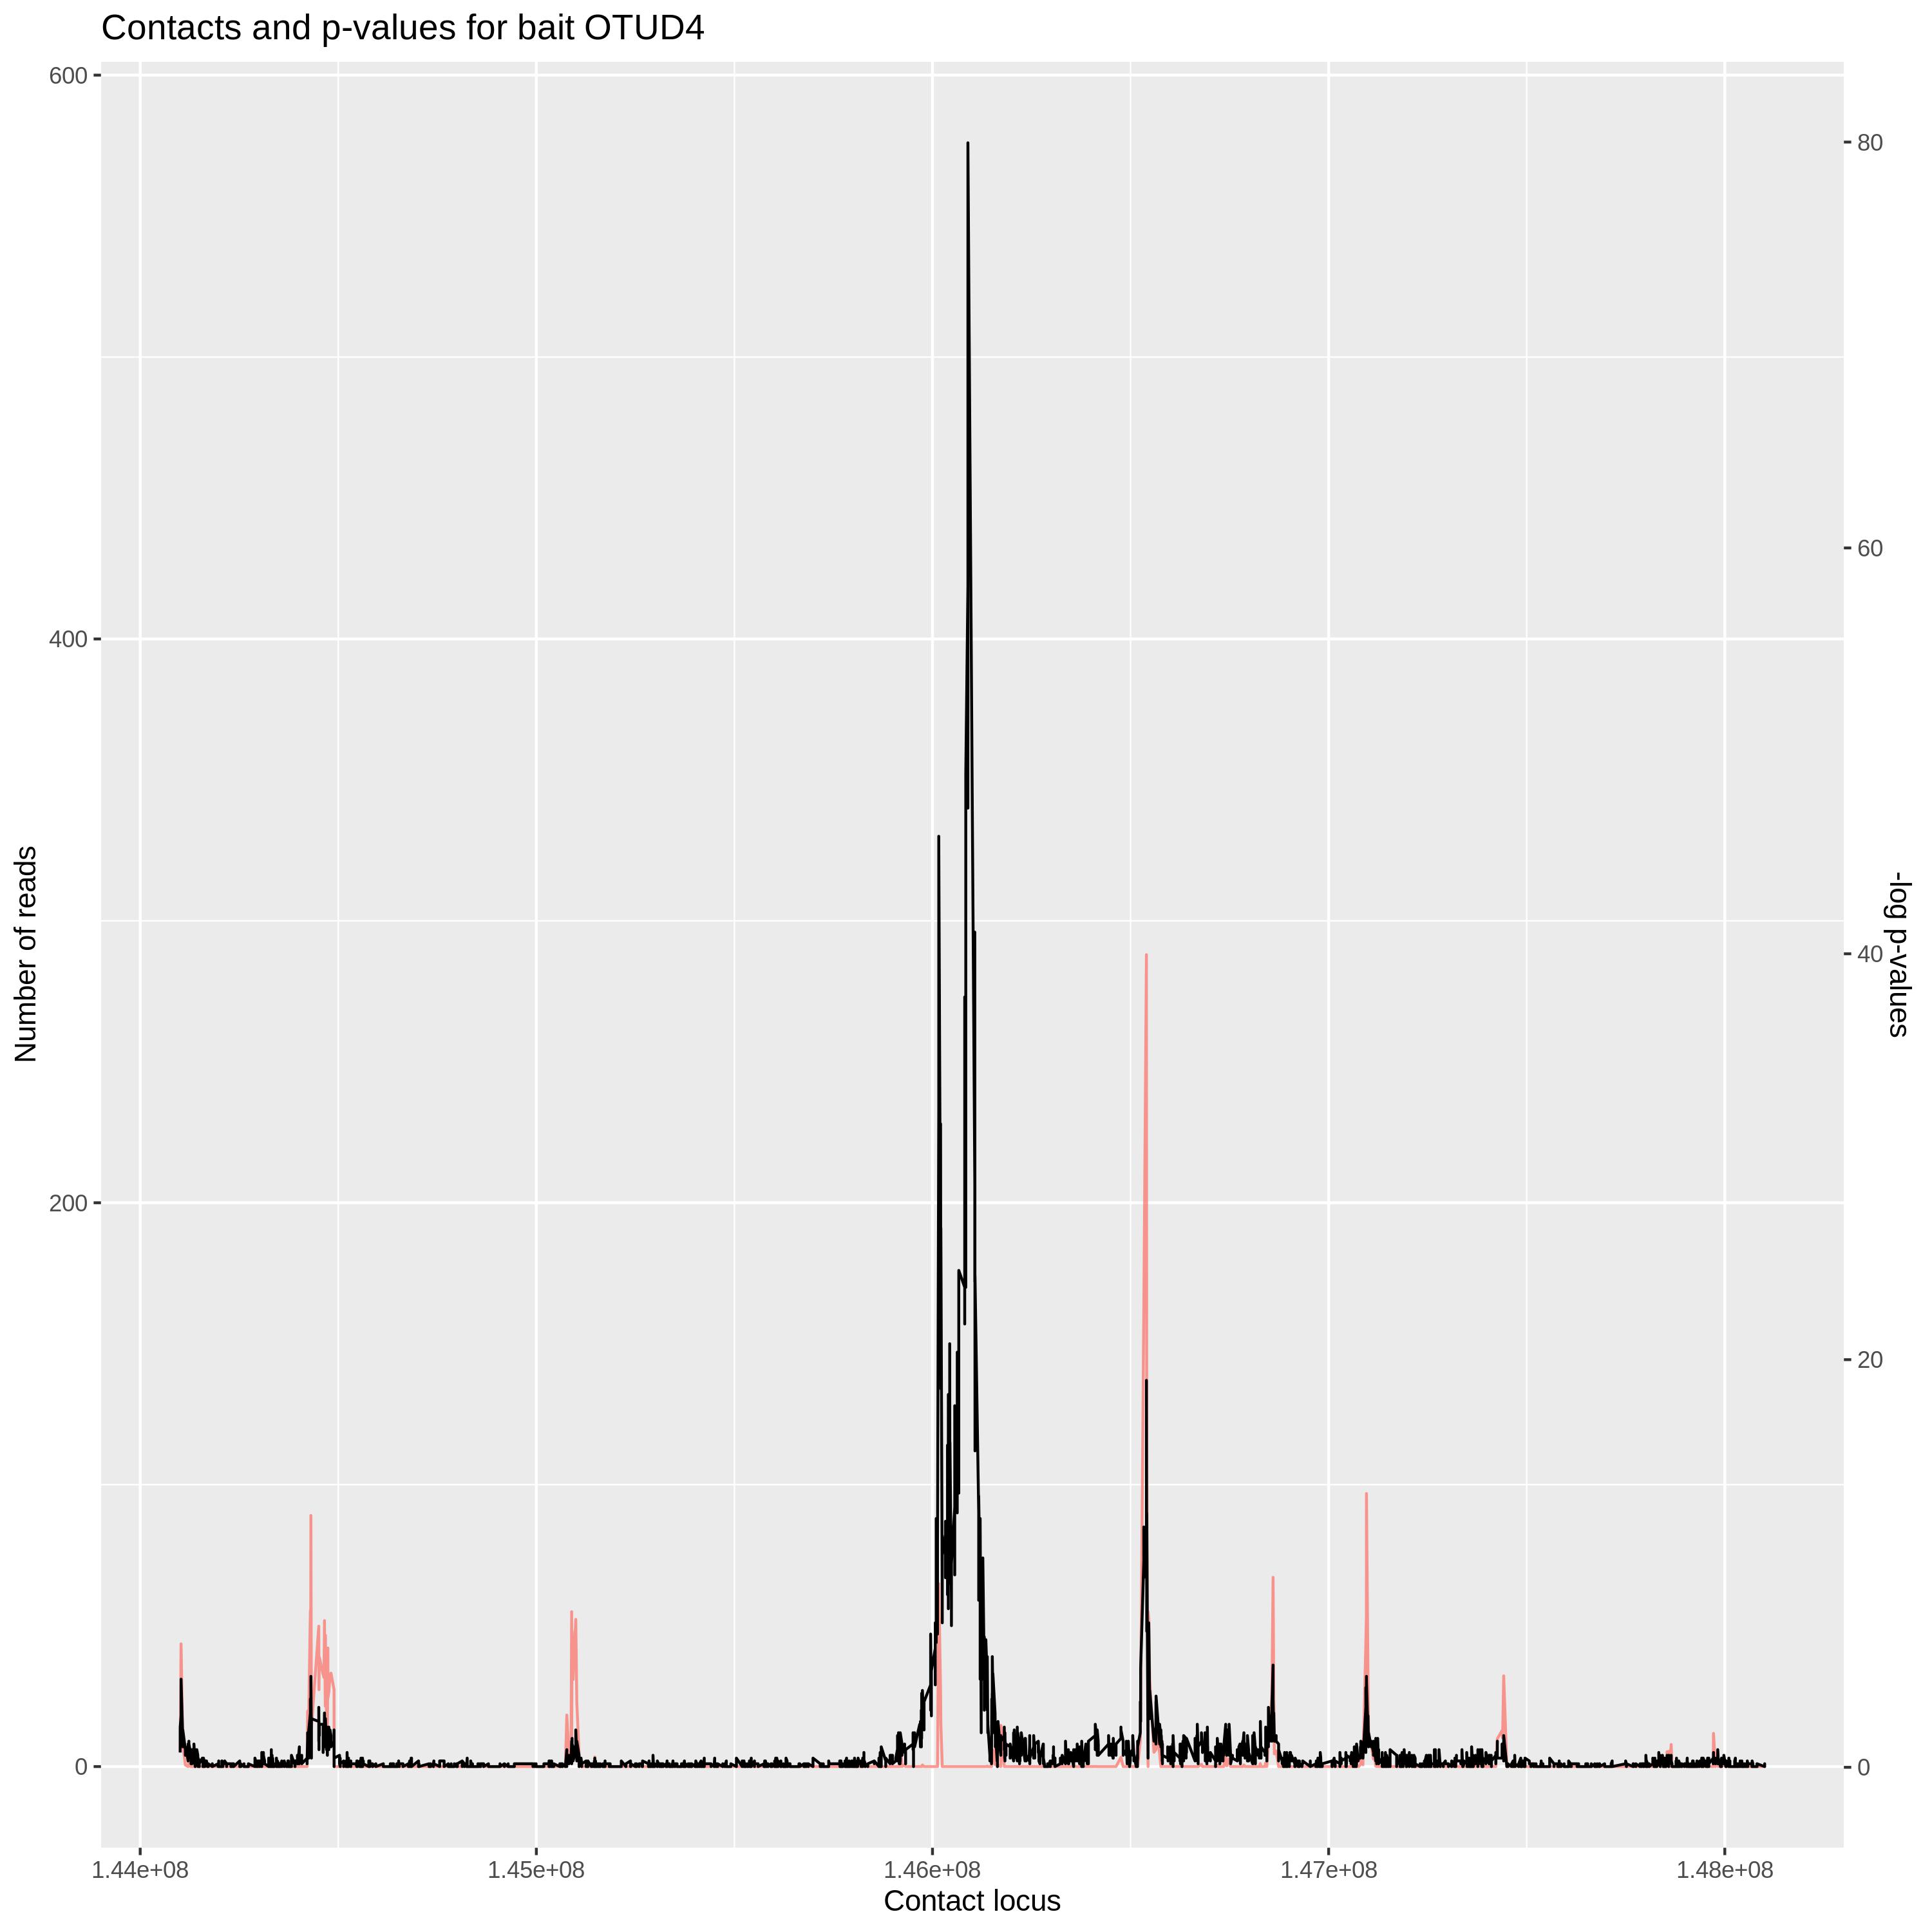 Contacts and p-values for bait OTUD4
600
400
200
0
Number of reads
80
60
40
20
0
-log p-values
1.44e+08 1.45e+08 1.46e+08 1.47e+08 1.48e+08
Contact locus